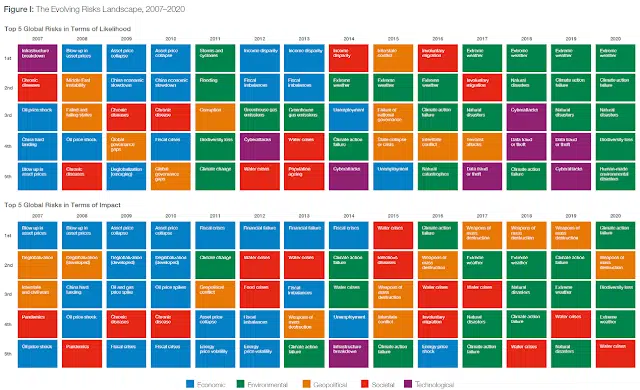 Figure I: The Evolving Risks Landscape, 2007–2020
Top 5 Global Risks in Terms of Likelihood
2007 2008 2009 2010 2011 2012 2013 2014 2015 2016 2017 2018 2019 2020
1st
Infrastructure breakdown
Blow up in asset prices
Asset price collapse
Asset price collapse
Storms and cyclones
Income disparity
Income disparity
Income disparity
Interstate conflict
Involuntary migration
Extreme weather
Extreme weather
Extreme weather
Extreme weather
2nd
Chronic diseases
Middle East instability
China economic slowdown
China economic slowdown
Flooding
Fiscal imbalances
Fiscal imbalances
Extreme weather
Extreme weather
Extreme weather
Involuntary migration
Natural disasters
Climate action failure
Climate action failure
3rd
Oil price shock
Failed and failing states
Chronic diseases
Chronic disease
Corruption
Greenhouse gas emissions
Greenhouse gas emissions
Unemployment
Failure of national governance
Climate action failure
Natural disasters
Cyberattacks
Natural disasters
Natural disasters
4th
China hard landing
Oil price shock
Global governance gaps
Fiscal crises
Biodiversity loss
Cyberattacks
Water crises
Climate action failure
State collapse or crisis
Interstate conflict
Terrorist attacks
Data fraud or theft
Data fraud or theft
Biodiversity loss
5th
Blow up in asset prices
Chronic diseases
Deglobalization (emerging)
Global governance gaps
Climate change
Water crises
Population ageing
Cyberattacks
Unemployment
Natural catastrophes
Data fraud or theft
Climate action failure
Cyberattacks
Human-made environmental disasters
Top 5 Global Risks in Terms of Impact
2007 2008 2009 2010 2011 2012 2013 2014 2015 2016 2017 2018 2019 2020
1st
Blow up in asset prices
Blow up in asset prices
Asset price collapse
Asset price collapse
Fiscal crises
Financial failure
Financial failure
Fiscal crises
Water crises
Climate action failure
Weapons of mass destruction
Weapons of mass destruction
Weapons of mass destruction
Climate action failure
2nd
Deglobalization
Deglobalization (developed)
Deglobalization (developed)
Deglobalization (developed)
Climate change
Water crises
Water crises
Climate action failure
Infectious diseases
Weapons of mass destruction
Extreme weather
Extreme weather
Climate action failure
Weapons of mass destruction
3rd
Interstate and civil wars
China hard landing
Oil and gas price spike
Oil price spikes
Geopolitical conflict
Food crises
Fiscal imbalances
Water crises
Weapons of mass destruction
Water crises
Water crises
Natural disasters
Extreme weather
Biodiversity loss
4th
Pandemics
Oil price shock
Chronic diseases
Chronic disease
Asset price collapse
Fiscal imbalances
Weapons of mass destruction
Unemployment
Interstate conflict
Involuntary migration
Natural disasters
Climate action failure
Water crises
Extreme weather
5th
Oil price shock
Pandemics
Fiscal crises
Fiscal crises
Energy price volatility
Energy price volatility
Climate action failure
Infrastructure breakdown
Climate action failure
Energy price shock
Climate action failure
Water crises
Natural disasters
Water crises
Economic Environmental Geopolitical Societal Technological